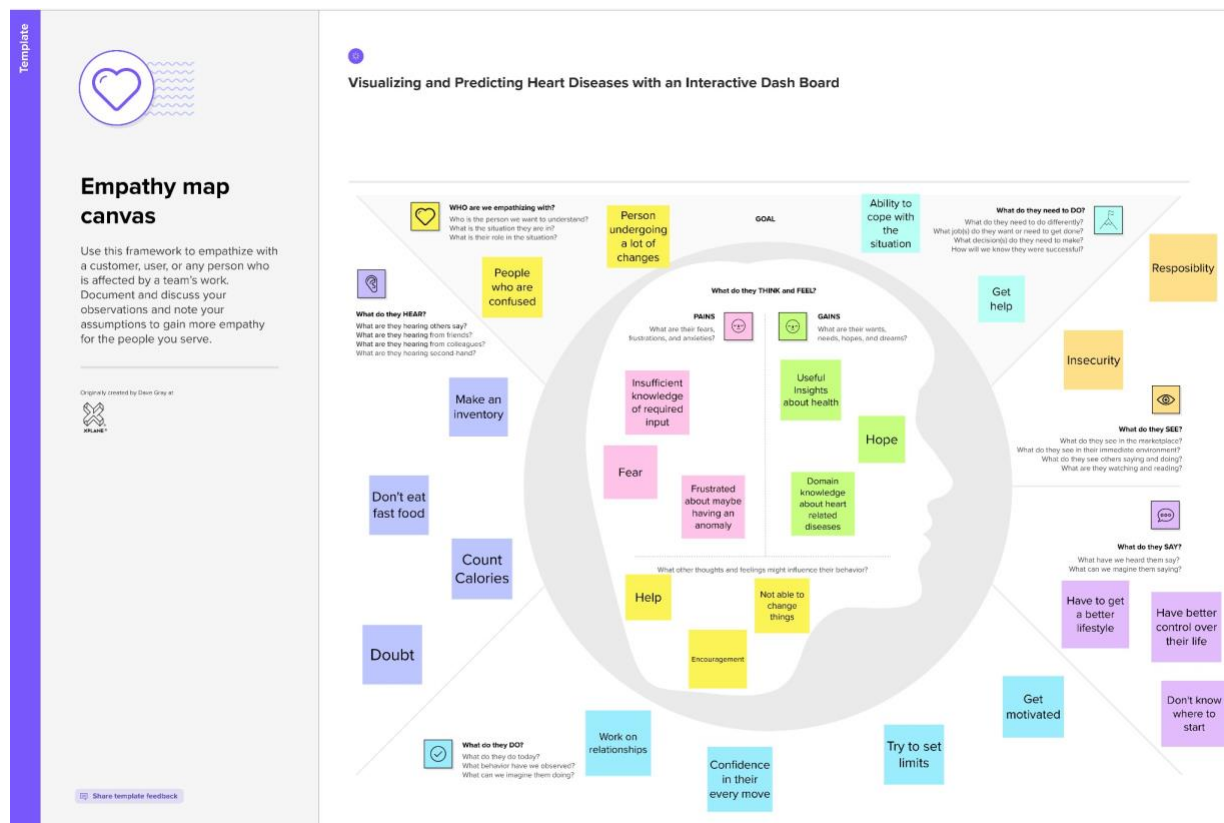 Template
Empathy map
canvas
Use this framework to empathize with
a customer, user, or any person who
is affected by a team's work.
Document and discuss your
observations and note your
assumptions to gain more empathy
for the people you serve.
Originally created by Dave Gray at
XPLANE
Share template feedback
Visualizing and Predicting Heart Diseases with an Interactive Dash Board
WHO are we empathizing with?
Who is the person we want to understand?
What is the situation they are in?
What is their role in the situation?
People
who are
confused
Person
undergoing
a lot of
changes
GOAL
Ability to
cope with
the
situation
What do they need to DO?
What do they need to do differently?
What job(s) do they want or need to get done?
What decision(s) do they need to make?
How will we know they were successful?
Get
help
Resposiblity
Insecurity
What do they SEE?
What do they see in the marketplace?
What do they see in their immediate environment?
What do they see others saying and doing?
What are they watching and reading?
What do they SAY?
What have we heard them say?
What can we imagine them saying?
Have to get
a better
lifestyle
Have better
control over
their life
Don't know
where to
start
What do they HEAR?
What are they hearing others say?
What are they hearing from friends?
What are they hearing from colleagues?
What are they hearing second-hand?
Make an
inventory
Don't eat
fast food
Count
Calories
Doubt
What do they THINK and FEEL?
PAINS
What are their fears,
frustrations, and anxieties?
Insufficient
knowledge
of required
input
Fear
Frustrated
about maybe
having an
anomaly
GAINS
What are their wants,
needs, hopes, and dreams?
Useful
Insights
about health
Hope
Domain
knowledge
about heart
related
diseases
What other thoughts and feelings might influence their behavior?
Help
Not able to
change
things
Encouragement
What do they DO?
What do they do today?
What behavior have we observed?
What can we imagine them doing?
Work on
relationships
Confidence
in their
every move
Try to set
limits
Get
motivated